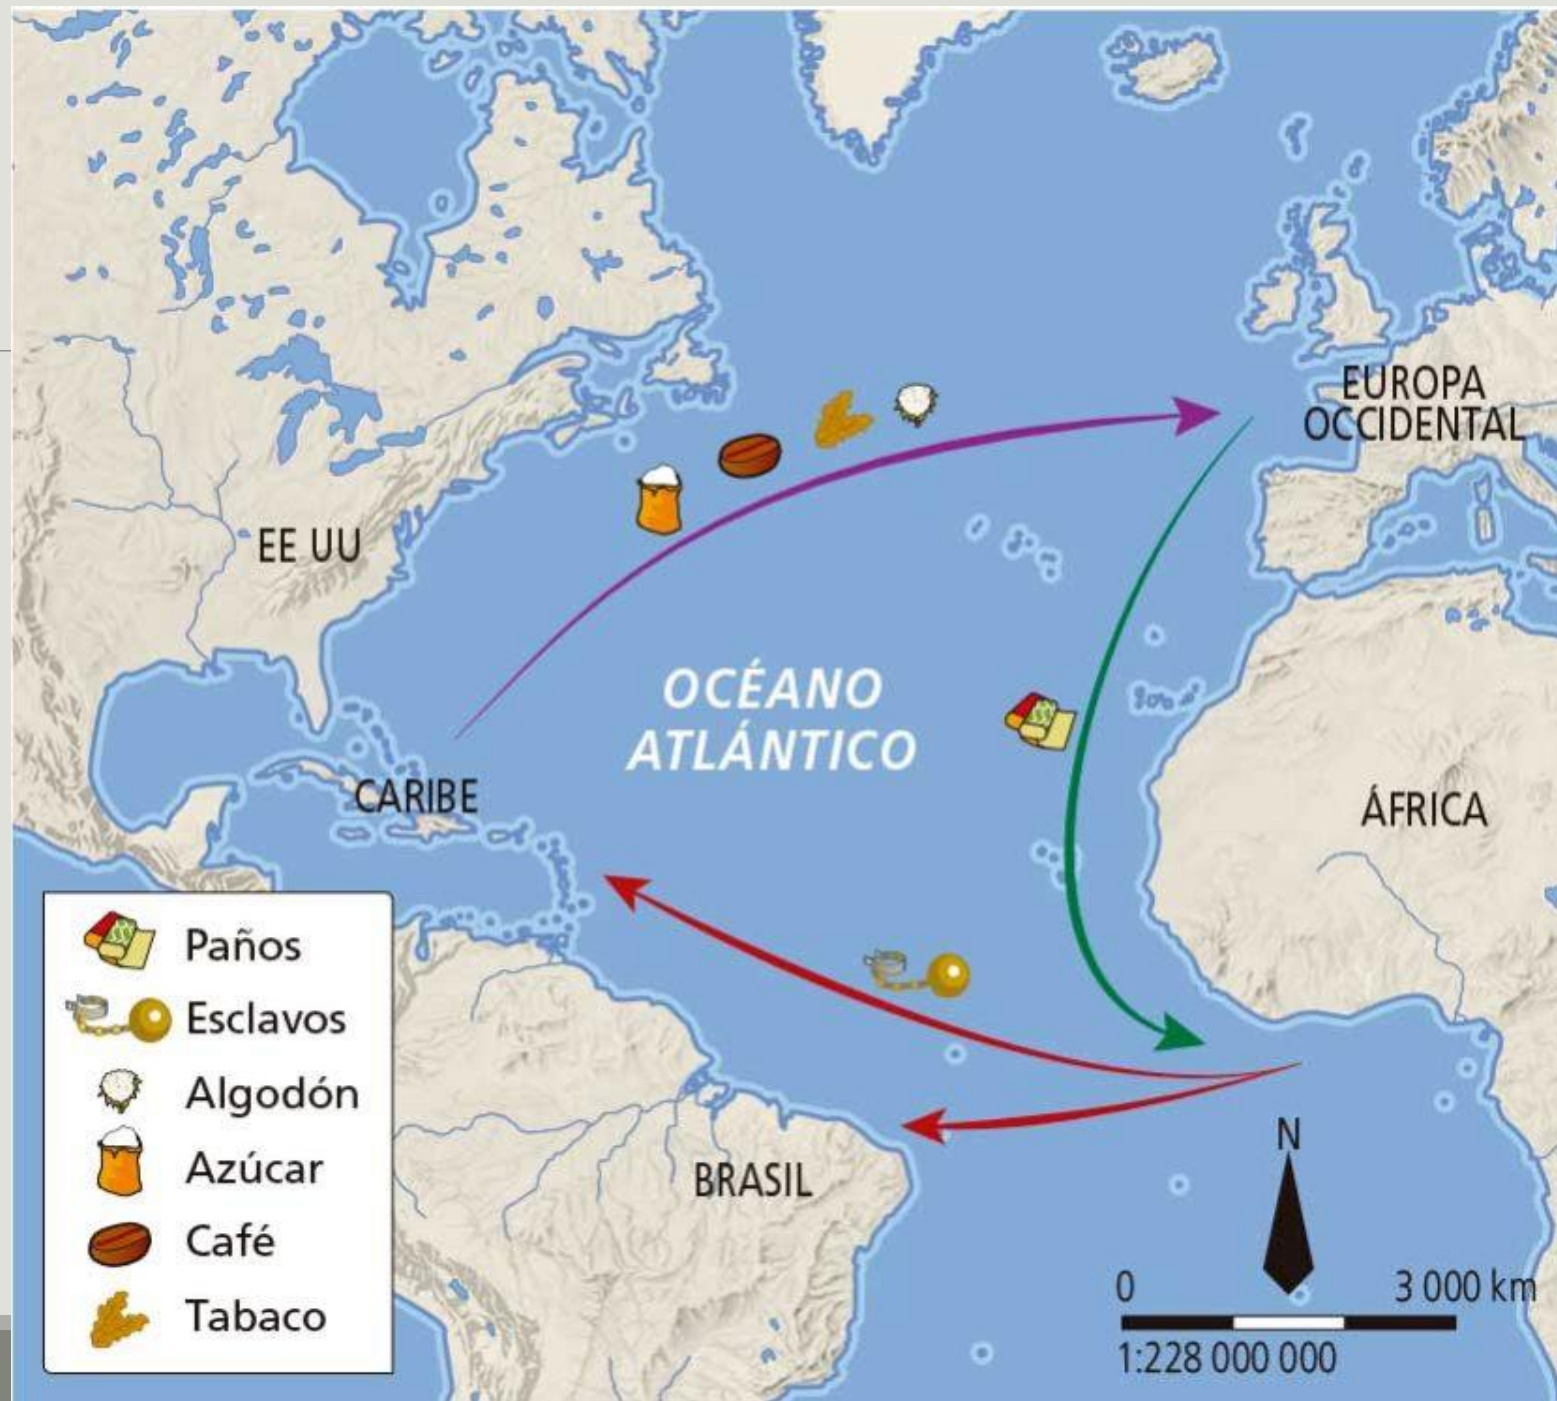 EUROPA
OCCIDENTAL
EE UU
OCÉANO
ATLÁNTICO
CARIBE
ÁFRICA
BRASIL
Paños
Esclavos
Algodón
Azúcar
Café
Tabaco
N
0 3 000 km
1:228 000 000